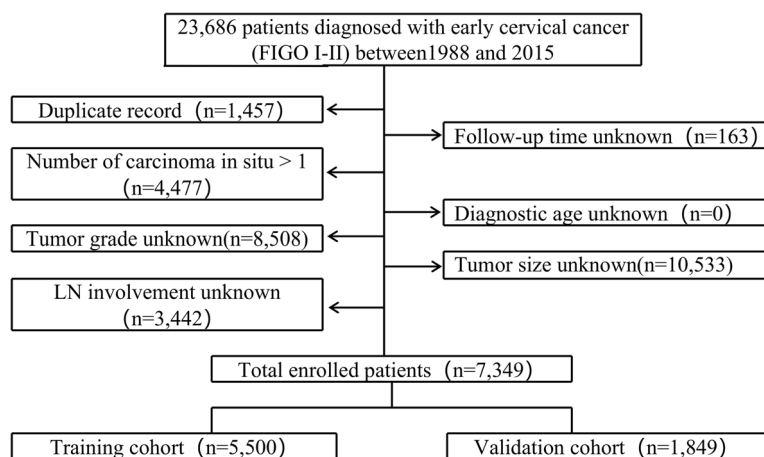 23,686 patients diagnosed with early cervical cancer
(FIGO I-II) between1988 and 2015
Duplicate record（n=1,457）
Follow-up time unknown（n=163）
Number of carcinoma in situ > 1
（n=4,477）
Diagnostic age unknown（n=0）
Tumor grade unknown(n=8,508)
Tumor size unknown(n=10,533)
LN involvement unknown
（n=3,442）
Total enrolled patients（n=7,349）
Training cohort（n=5,500）
Validation cohort（n=1,849）